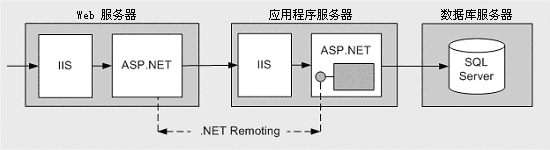 Web 服务器
应用程序服务器
数据库服务器
IIS
ASP.NET
IIS
ASP.NET
SQL
Server
.NET Remoting